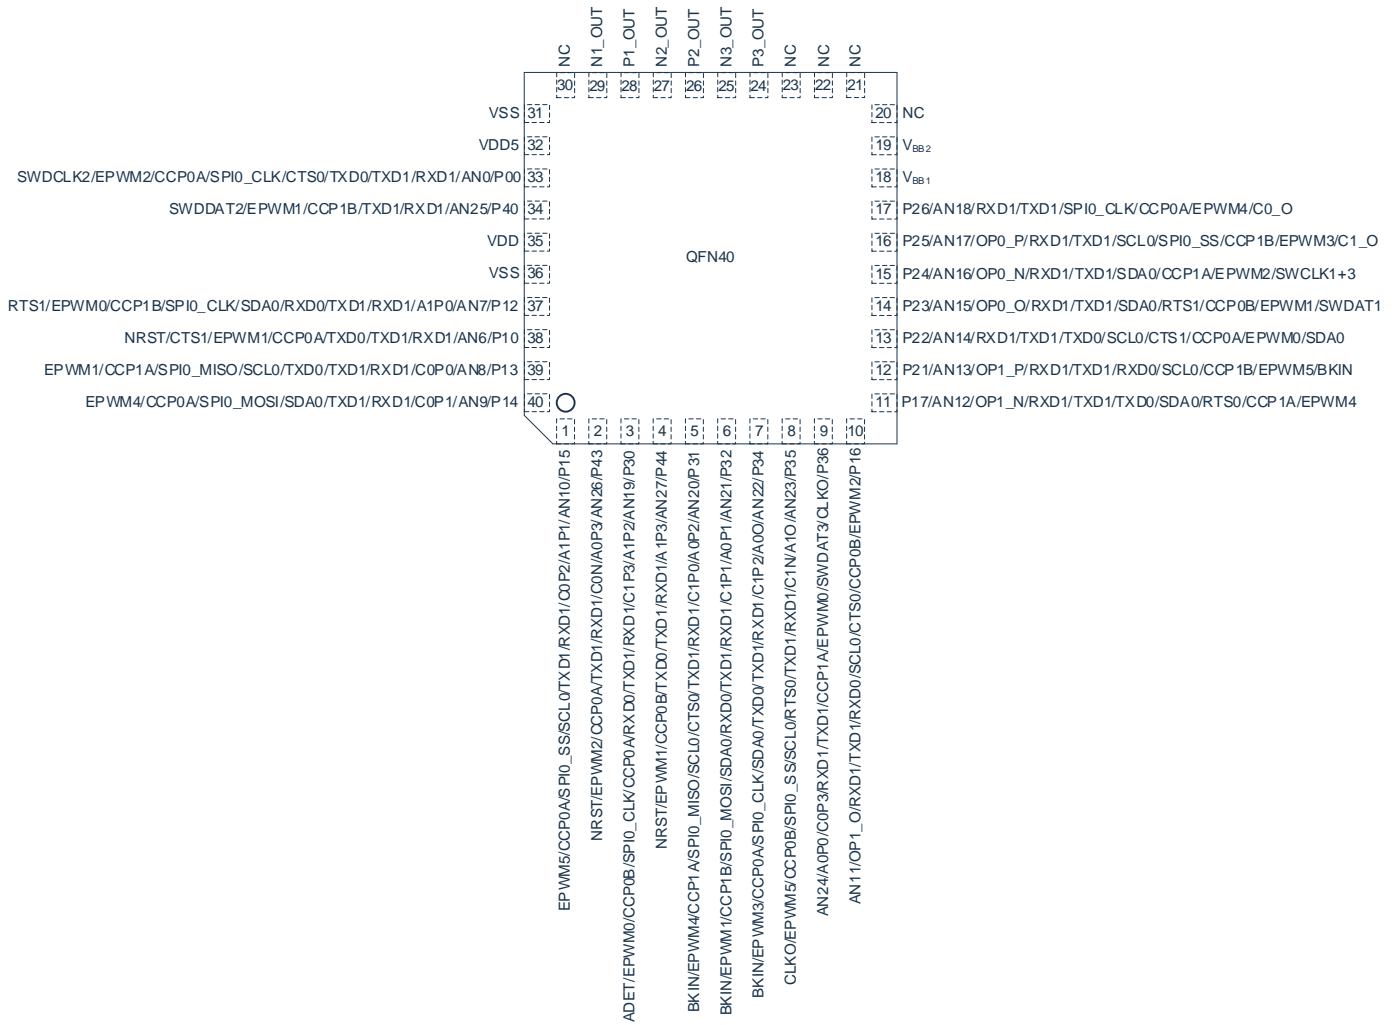 NC
N1_OUT
P1_OUT
N2_OUT
P2_OUT
N3_OUT
P3_OUT
NC
NC
NC
30
29
28
27
26
25
24
23
22
21
VSS 31
VDD5 32
SWDCLK2/EPWM2/CCP0A/SPI0_CLK/CTS0/TXD0/TXD1/RXD1/AN0/P00 33
SWDDAT2/EPWM1/CCP1B/TXD1/RXD1/AN25/P40 34
VDD 35
VSS 36
RTS1/EPWM0/CCP1B/SPI0_CLK/SDA0/RXD0/TXD1/RXD1/A1P0/AN7/P12 37
NRST/CTS1/EPWM1/CCP0A/TXD0/TXD1/RXD1/AN6/P10 38
EPWM1/CCP1A/SPI0_MISO/SCL0/TXD0/TXD1/RXD1/C0P0/AN8/P13 39
EPWM4/CCP0A/SPI0_MOSI/SDA0/TXD1/RXD1/C0P1/AN9/P14 40
QFN40
20 NC
19 VBB2
18 VBB1
17 P26/AN18/RXD1/TXD1/SPI0_CLK/CCP0A/EPWM4/C0_O
16 P25/AN17/OP0_P/RXD1/TXD1/SCL0/SPI0_SS/CCP1B/EPWM3/C1_O
15 P24/AN16/OP0_N/RXD1/TXD1/SDA0/CCP1A/EPWM2/SWCLK1+3
14 P23/AN15/OP0_O/RXD1/TXD1/SDA0/RTS1/CCP0B/EPWM1/SWDAT1
13 P22/AN14/RXD1/TXD1/TXD0/SCL0/CTS1/CCP0A/EPWM0/SDA0
12 P21/AN13/OP1_P/RXD1/TXD1/RXD0/SCL0/CCP1B/EPWM5/BKIN
11 P17/AN12/OP1_N/RXD1/TXD1/TXD0/SDA0/RTS0/CCP1A/EPWM4
1
2
3
4
5
6
7
8
9
10
EPWM5/CCP0A/SPI0_SS/SCL0/TXD1/RXD1/C0P2/A1P1/AN10/P15
NRST/EPWM2/CCP0A/TXD1/RXD1/C0N/A0P3/AN26/P43
ADET/EPWM0/CCP0B/SPI0_CLK/CCP0A/RXD0/TXD1/RXD1/C1P3/A1P2/AN19/P30
NRST/EPWM1/CCP0B/TXD0/TXD1/RXD1/A1P3/AN27/P44
BKIN/EPWM4/CCP1A/SPI0_MISO/SCL0/CTS0/TXD1/RXD1/C1P0/A0P2/AN20/P31
BKIN/EPWM1/CCP1B/SPI0_MOSI/SDA0/RXD0/TXD1/RXD1/C1P1/A0P1/AN21/P32
BKIN/EPWM3/CCP0A/SPI0_CLK/SDA0/TXD0/TXD1/RXD1/C1P2/A0O/AN22/P34
CLKO/EPWM5/CCP0B/SPI0_SS/SCL0/RTS0/TXD1/RXD1/C1N/A1O/AN23/P35
AN24/A0P0/C0P3/RXD1/TXD1/CCP1A/EPWM0/SWDAT3/CLKO/P36
AN11/OP1_O/RXD1/TXD1/RXD0/SCL0/CTS0/CCP0B/EPWM2/P16